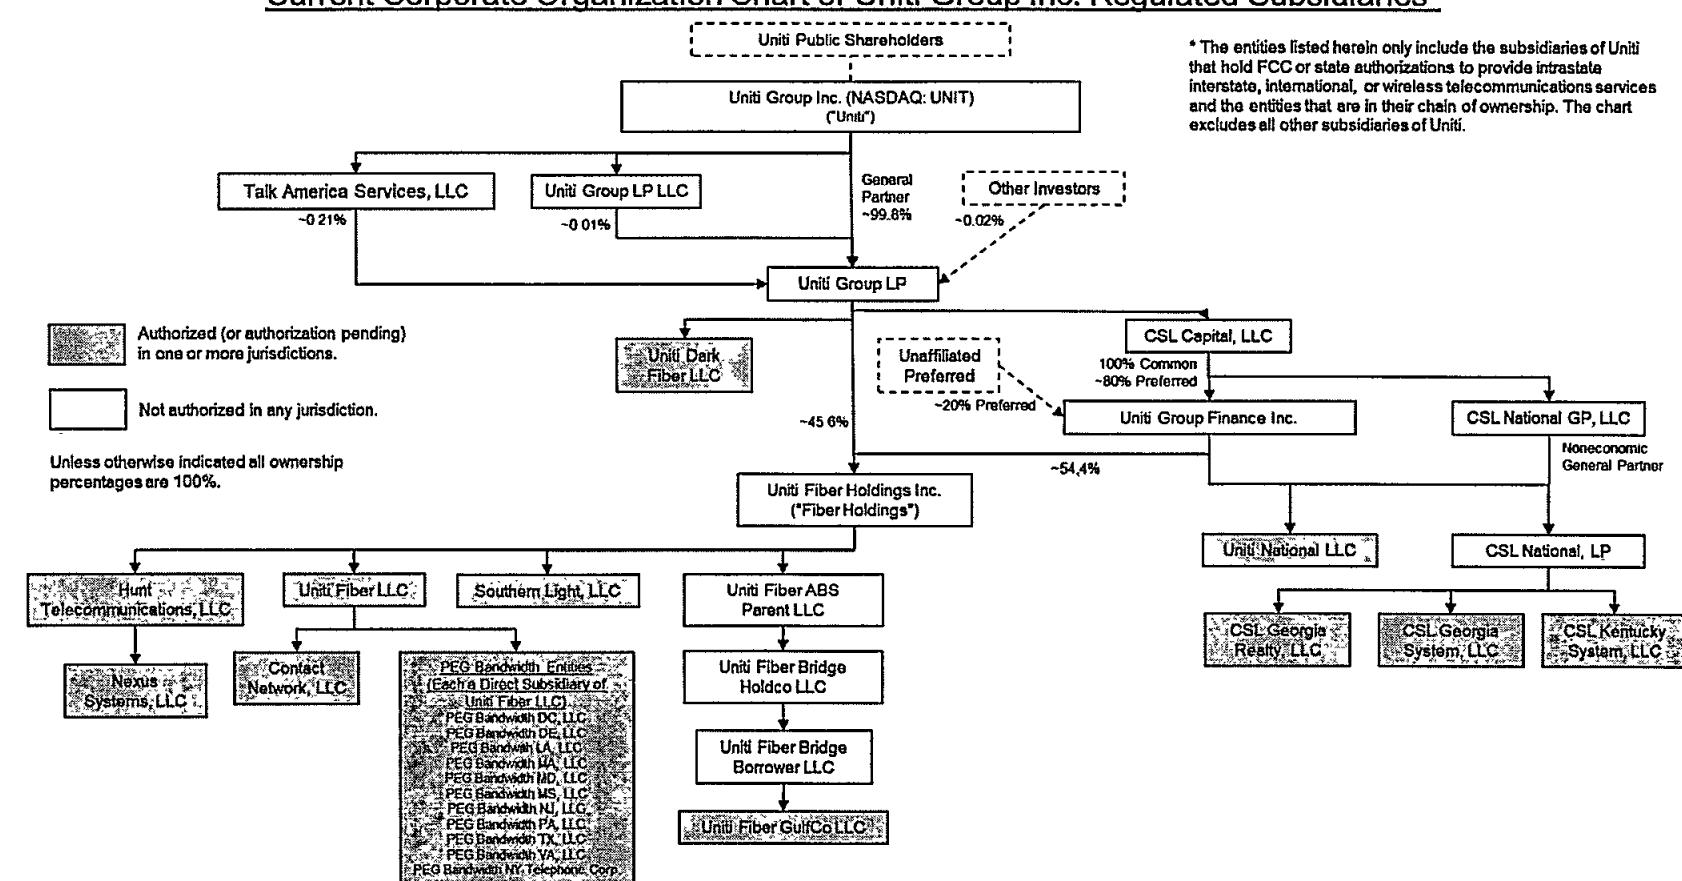 Current Corporate Organization Chart of Uniti Group Inc. Regulated Subsidiaries*
Uniti Public Shareholders
* The entities listed herein only include the subsidiaries of Uniti
that hold FCC or state authorizations to provide intrastate
interstate, international, or wireless telecommunications services
and the entities that are in their chain of ownership. The chart
excludes all other subsidiaries of Uniti.
Uniti Group Inc. (NASDAQ: UNIT)
("Uniti")
Talk America Services, LLC
Uniti Group LP LLC
General
Partner
~99.8%
Other Investors
~0 21%
~0 01%
~0.02%
Uniti Group LP
Authorized (or authorization pending)
in one or more jurisdictions.
Not authorized in any jurisdiction.
Unless otherwise indicated all ownership
percentages are 100%.
Uniti Dark
Fiber LLC
Unaffiliated
Preferred
~20% Preferred
CSL Capital, LLC
100% Common
~80% Preferred
Uniti Group Finance Inc.
CSL National GP, LLC
Noneconomic
General Partner
~45 6%
~54,4%
Uniti Fiber Holdings Inc.
("Fiber Holdings")
Uniti National LLC
CSL National, LP
Hunt
Telecommunications, LLC
Uniti Fiber LLC
Southern Light, LLC
Uniti Fiber ABS
Parent LLC
CSL Georgia
Realty, LLC
CSL Georgia
System, LLC
CSL Kentucky
System, LLC
Nexus
Systems, LLC
Contact
Network, LLC
PEG Bandwidth Entities
(Each a Direct Subsidiary of
Uniti Fiber LLC)
PEG Bandwidth DC, LLC
PEG Bandwidth DE, LLC
PEG Bandwith LA, LLC
PEG Bandwidth MA, LLC
PEG Bandwidth MD, LLC
PEG Bandwidth MS, LLC
PEG Bandwidth NJ, LLC
PEG Bandwidth PA, LLC
PEG Bandwidth TX, LLC
PEG Bandwidth VA, LLC
PEG Bandwidth NY Telephone Corp.
Uniti Fiber Bridge
Holdco LLC
Uniti Fiber Bridge
Borrower LLC
Uniti Fiber GulfCo LLC